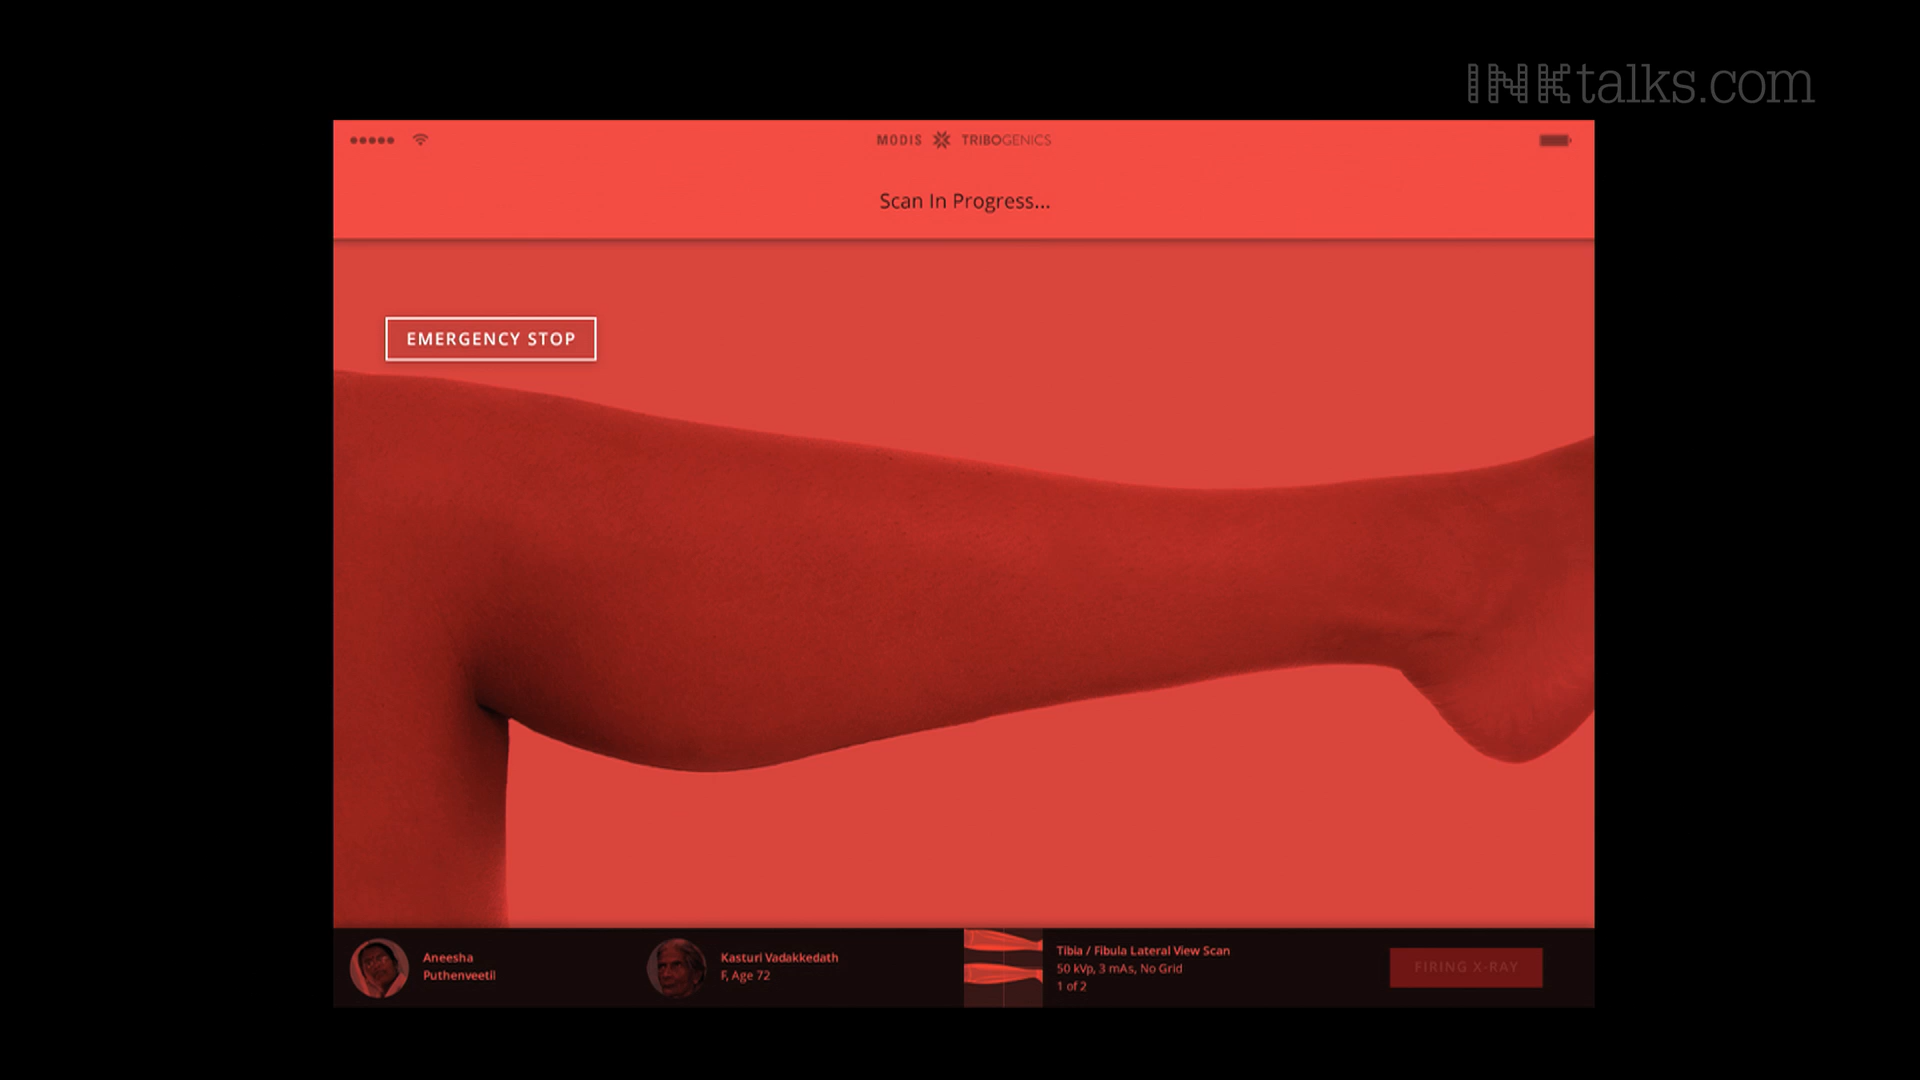 INKtalks.com
MODIS TRIBOGENICS
Scan In Progress...
EMERGENCY STOP
Aneesha
Puthenveetil
Kasturi Vadakkedath
F, Age 72
Tibia / Fibula Lateral View Scan
50 kVp, 3 mAs, No Grid
1 of 2
FIRING X-RAY